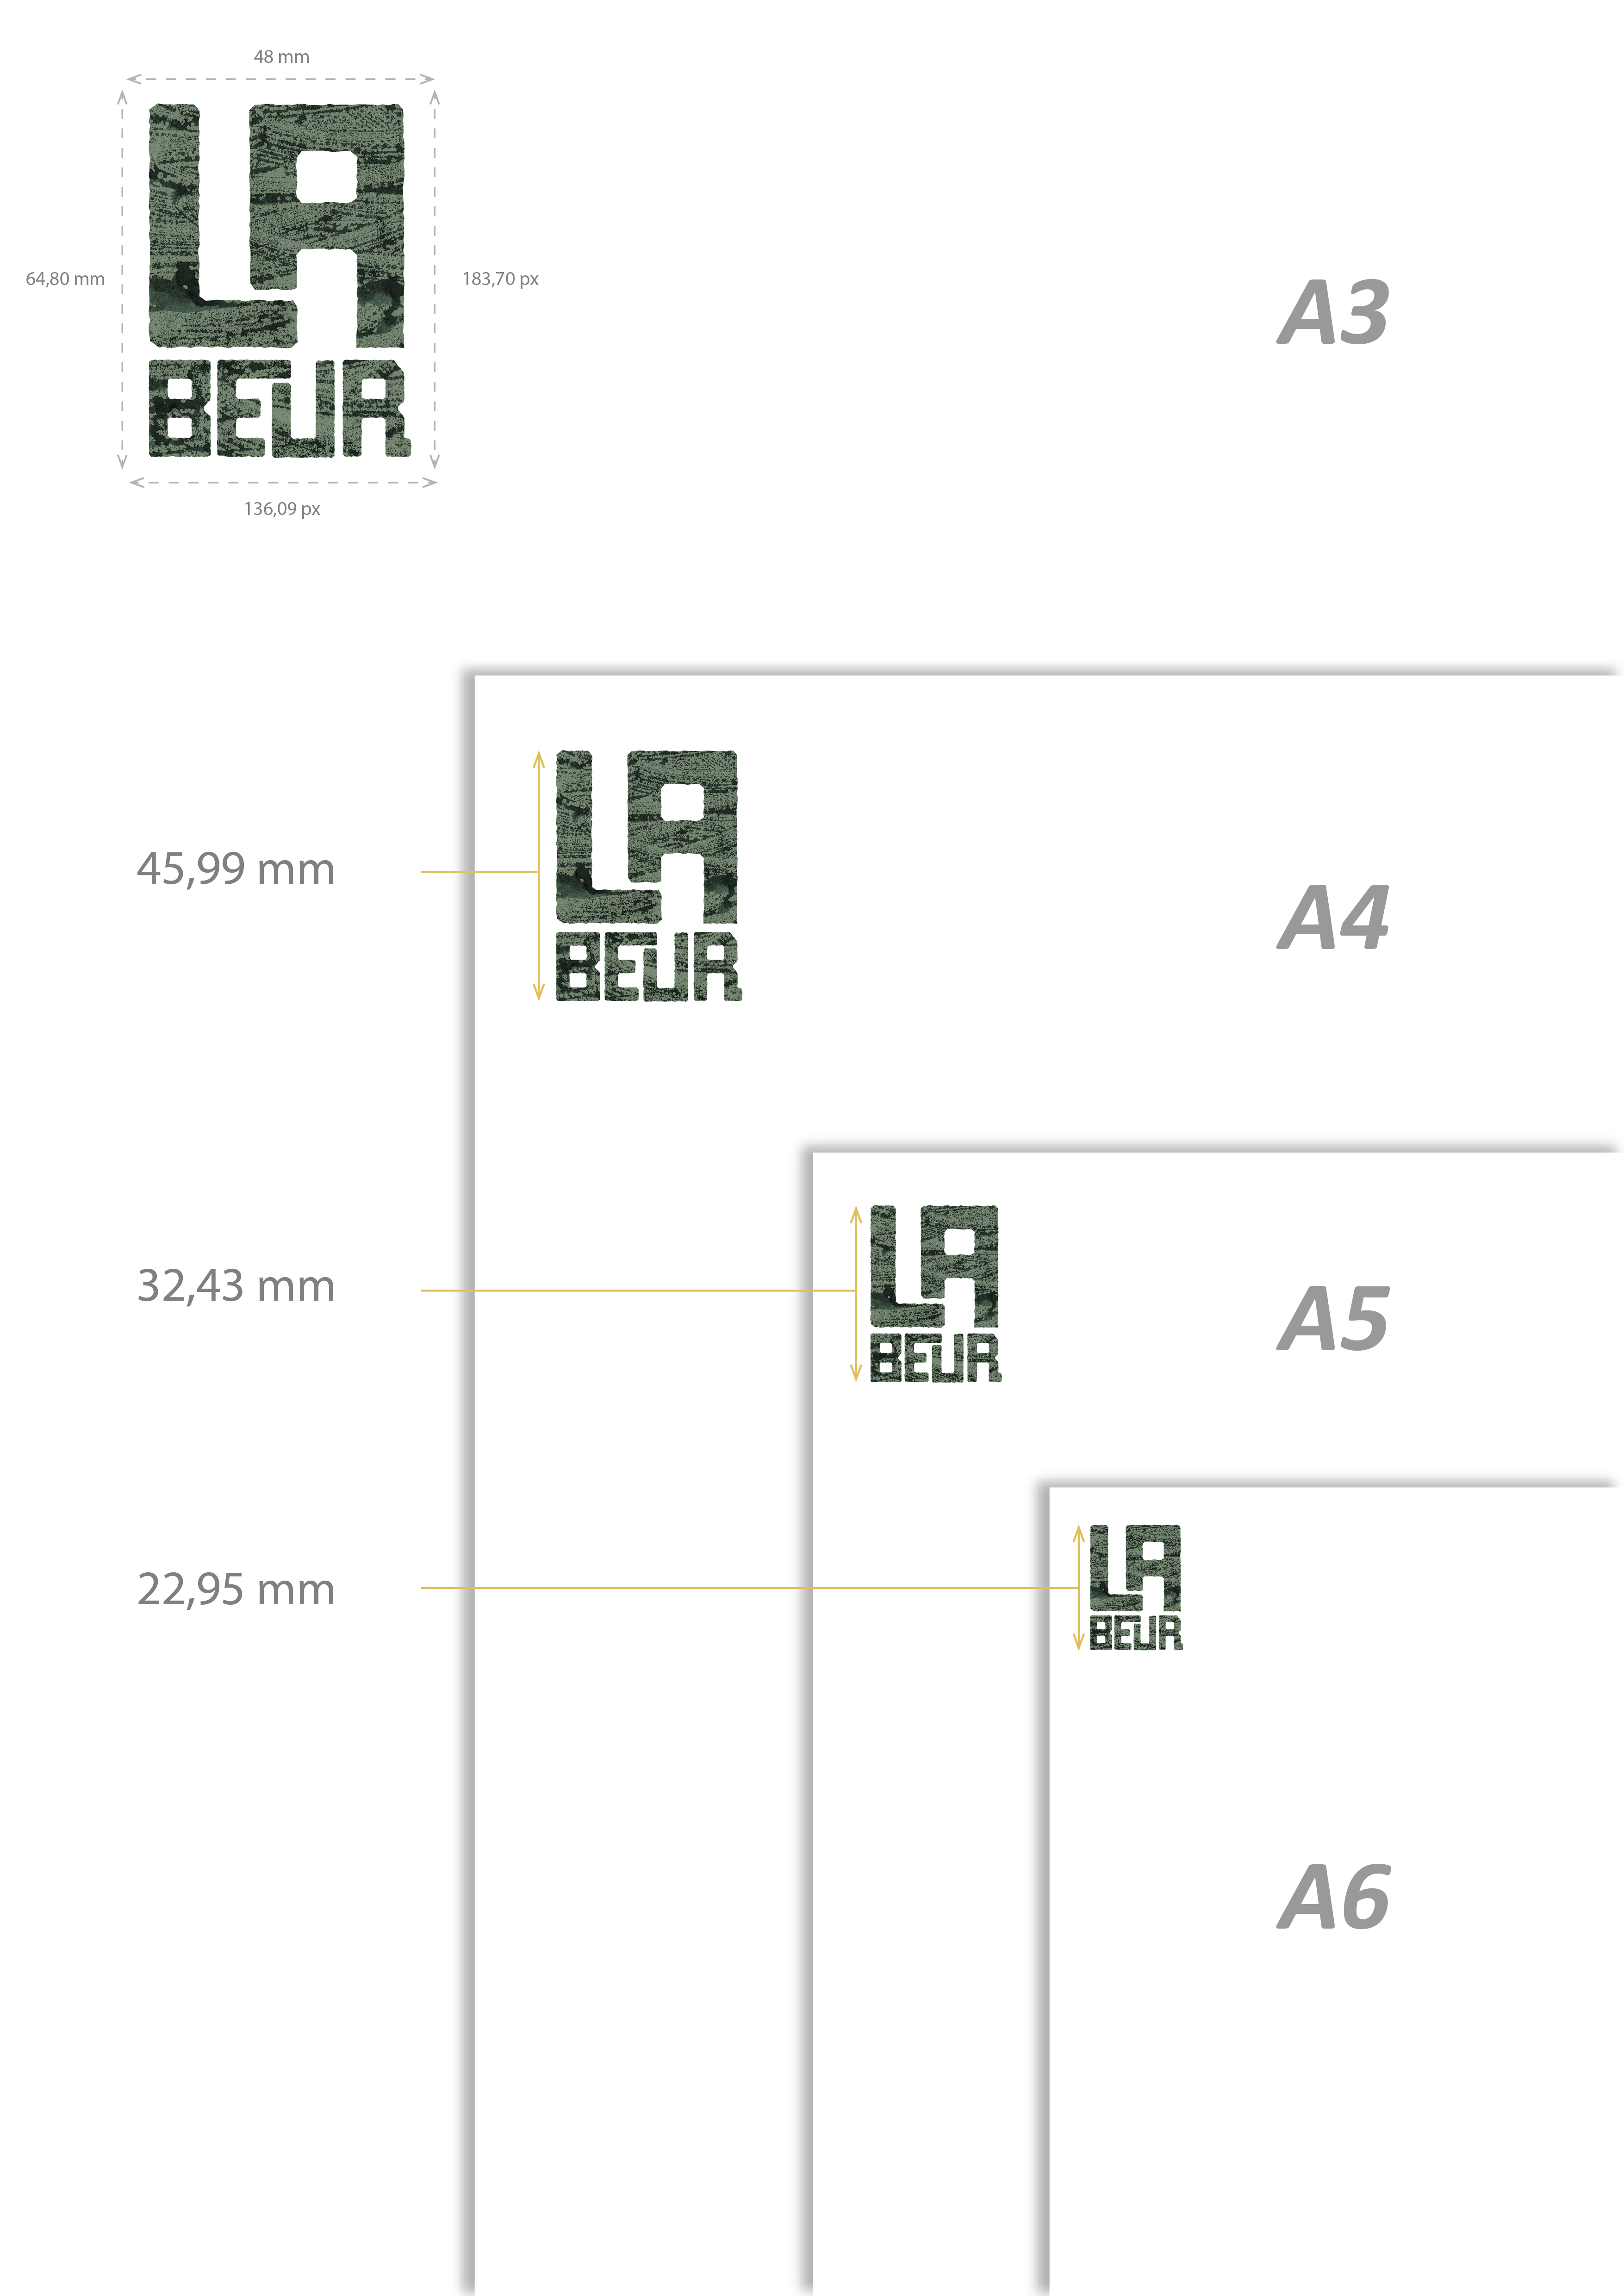 48 mm
LA
64,80 mm
183,70 px
BEUR
136,09 px
A3
LA
45,99 mm
BEUR
A4
LA
32,43 mm
BEUR
A5
LA
22,95 mm
BEUR
A6